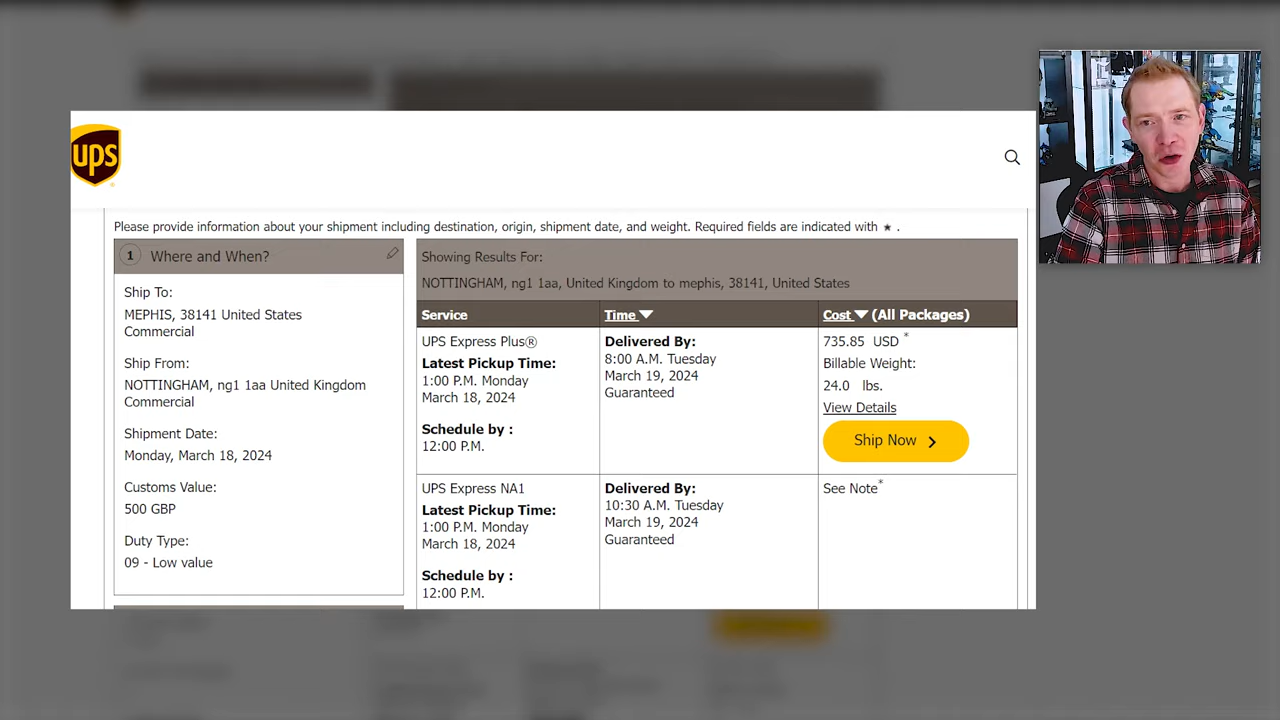 ups
Please provide information about your shipment including destination, origin, shipment date, and weight. Required fields are indicated with ★ .
1 Where and When?
Ship To:
MEPHIS, 38141 United States
Commercial
Ship From:
NOTTINGHAM, ng1 1aa United Kingdom
Commercial
Shipment Date:
Monday, March 18, 2024
Customs Value:
500 GBP
Duty Type:
09 - Low value
Showing Results For:
NOTTINGHAM, ng1 1aa, United Kingdom to mephis, 38141, United States
Service Time Cost (All Packages)
UPS Express Plus®
Latest Pickup Time:
1:00 P.M. Monday
March 18, 2024
Schedule by :
12:00 P.M.
Delivered By:
8:00 A.M. Tuesday
March 19, 2024
Guaranteed
735.85 USD *
Billable Weight:
24.0 lbs.
View Details
Ship Now
UPS Express NA1
Latest Pickup Time:
1:00 P.M. Monday
March 18, 2024
Schedule by :
12:00 P.M.
Delivered By:
10:30 A.M. Tuesday
March 19, 2024
Guaranteed
See Note*